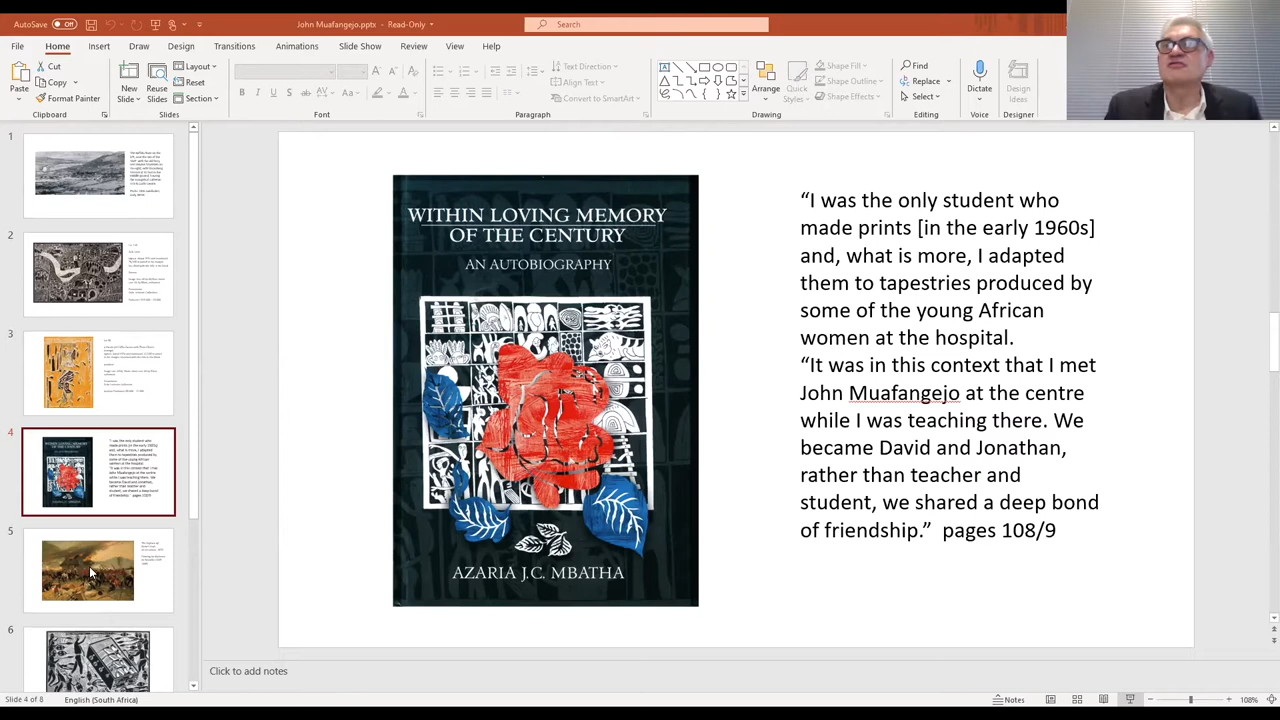 AutoSave Off John Muafangejo.pptx - Read-Only Search
File Home Insert Draw Design Transitions Animations Slide Show Review View Help
Paste Cut Copy Format Painter Clipboard
New Slide Reuse Slides Layout Reset Section Slides
Font
Text Direction Align Text Convert to SmartArt Paragraph
Arrange Quick Styles Shape Fill Shape Outline Shape Effects Drawing
Find Replace Select Editing
Dictate Voice
Design Ideas Designer
1
2
3
4
5
6
WITHIN LOVING MEMORY
OF THE CENTURY
AN AUTOBIOGRAPHY
AZARIA J.C. MBATHA
“I was the only student who
made prints [in the early 1960s]
and, what is more, I adapted
them to tapestries produced by
some of the young African
women at the hospital.
“It was in this context that I met
John Muafangejo at the centre
while I was teaching there. We
became David and Jonathan,
rather than teacher and
student, we shared a deep bond
of friendship.”  pages 108/9
Click to add notes
Slide 4 of 8 English (South Africa) Notes 108%